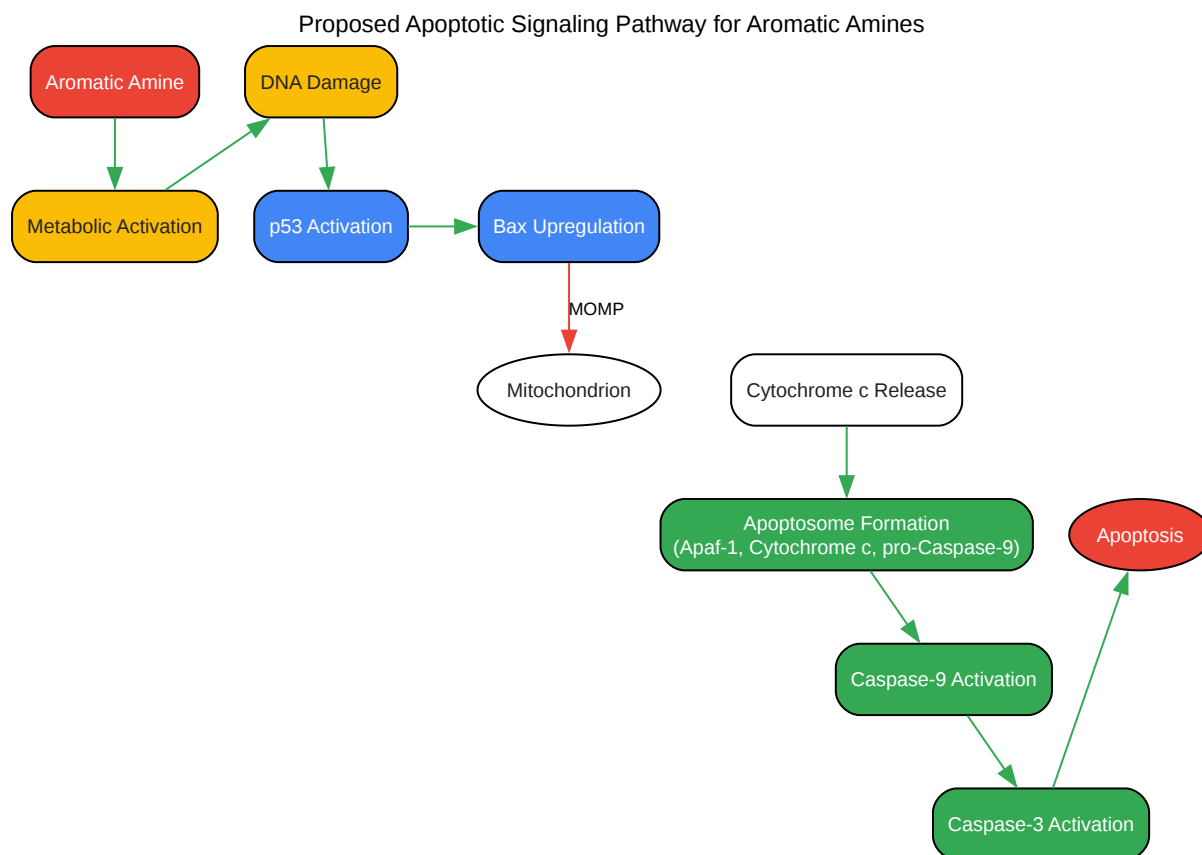 Proposed Apoptotic Signaling Pathway for Aromatic Amines
Aromatic Amine
DNA Damage
Metabolic Activation
p53 Activation
Bax Upregulation
MOMP
Mitochondrion
Cytochrome c Release
Apoptosome Formation
(Apaf-1, Cytochrome c, pro-Caspase-9)
Apoptosis
Caspase-9 Activation
Caspase-3 Activation